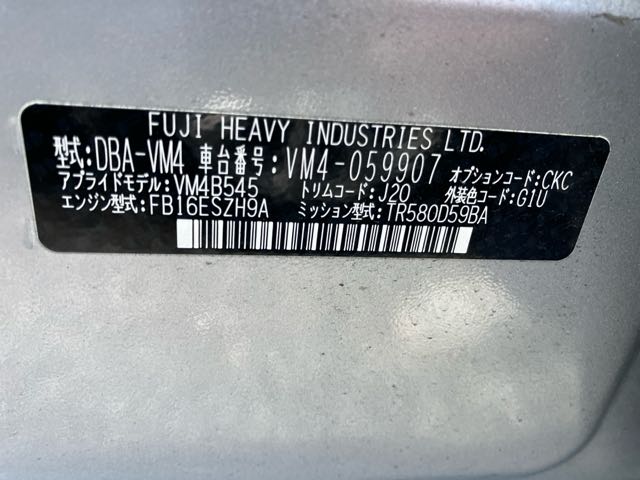 FUJI HEAVY INDUSTRIES LTD.
型式:DBA-VM4 車台番号:VM4-059907 オプションコード:CKC
アプライドモデル:VM4B545 トリムコード:J20 外装色コード:G1U
エンジン型式:FB16ESZH9A ミッション型式:TR580D59BA